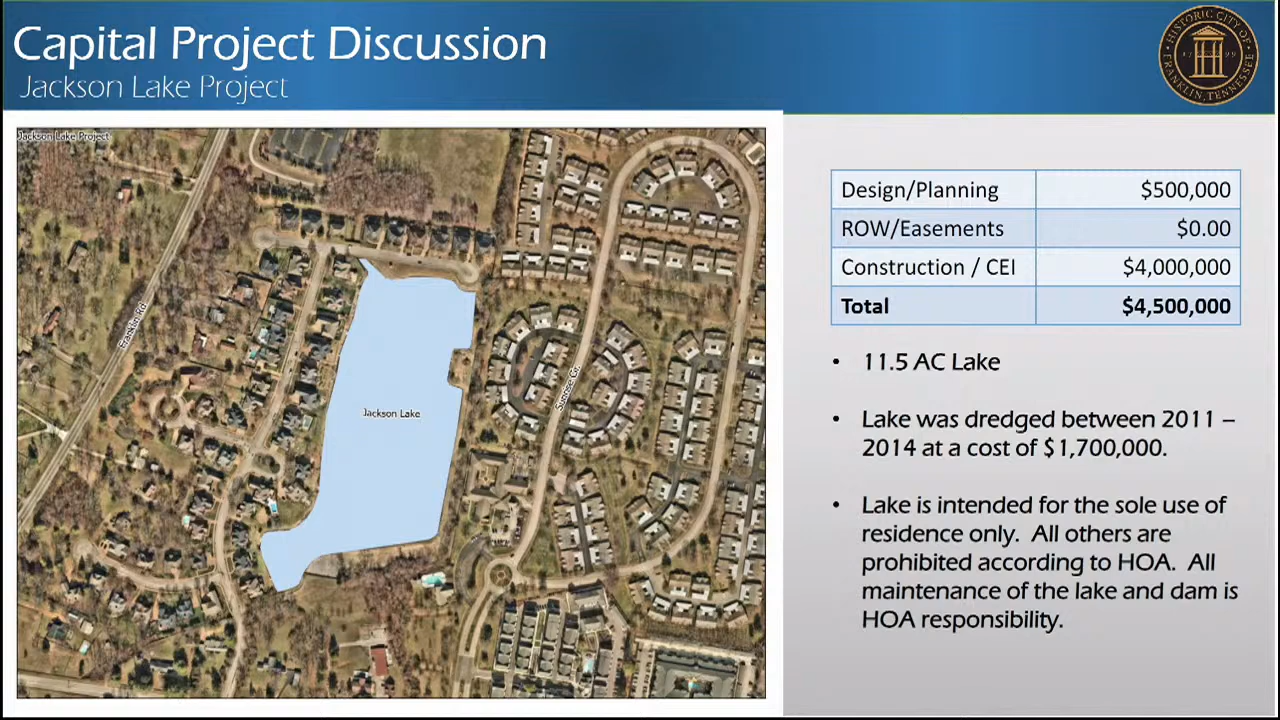 Capital Project Discussion
Jackson Lake Project
HISTORIC CITY OF
1799
FRANKLIN, TENNESSEE
Jackson Lake Project
Franklin Rd
Jackson Lake
Sunrise Cir
Design/Planning $500,000
ROW/Easements $0.00
Construction / CEI $4,000,000
Total $4,500,000
• 11.5 AC Lake
• Lake was dredged between 2011 –
2014 at a cost of $1,700,000.
• Lake is intended for the sole use of
residence only. All others are
prohibited according to HOA. All
maintenance of the lake and dam is
HOA responsibility.